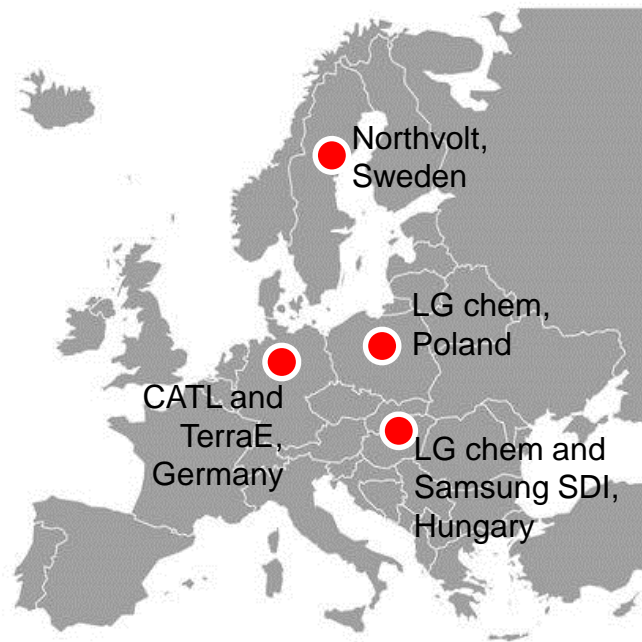 Northvolt,
Sweden
LG chem,
Poland
CATL and
TerraE,
Germany
LG chem and
Samsung SDI,
Hungary